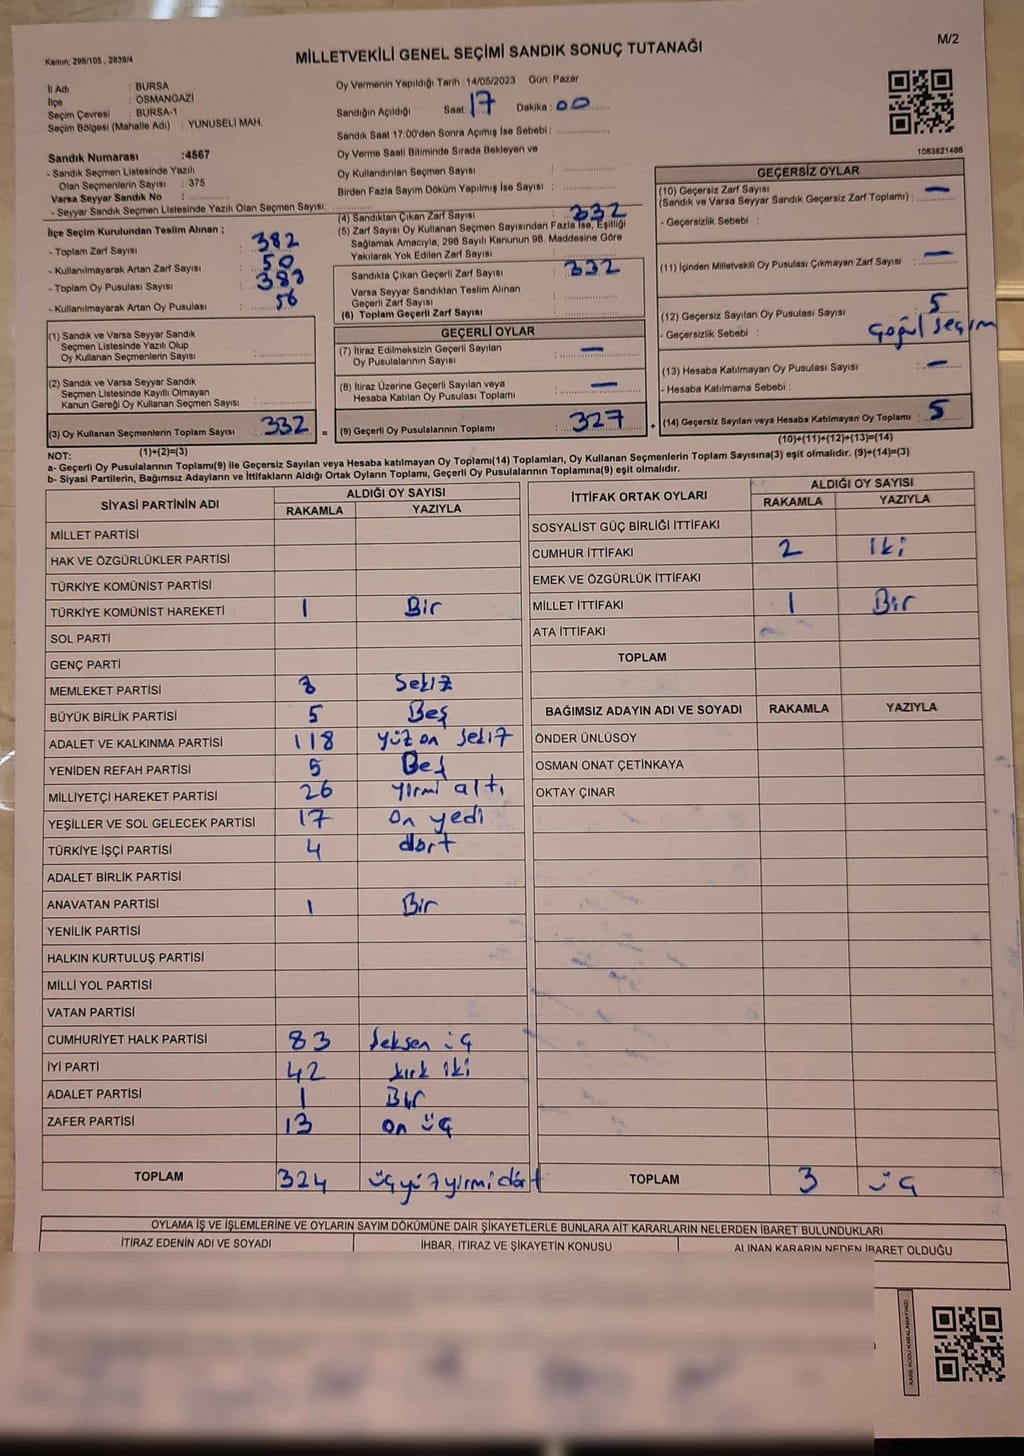 Kanun; 298/105 , 2839/4
MİLLETVEKİLİ GENEL SEÇİMİ SANDIK SONUÇ TUTANAĞI
M/2
İl Adı : BURSA
İlçe : OSMANGAZİ
Seçim Çevresi : BURSA-1
Seçim Bölgesi (Mahalle Adı) : YUNUSELİ MAH.
Sandık Numarası :4567
- Sandık Seçmen Listesinde Yazılı
Olan Seçmenlerin Sayısı : 375
Varsa Seyyar Sandık No :
- Seyyar Sandık Seçmen Listesinde Yazılı Olan Seçmen Sayısı:
Oy Vermenin Yapıldığı Tarih : 14/05/2023 Gün: Pazar
Sandığın Açıldığı Saat: 17 Dakika : 00
Sandık Saat 17:00'den Sonra Açımış İse Sebebi :
Oy Verme Saati Bitiminde Sırada Bekleyen ve
Oy Kullandırılan Seçmen Sayısı :
Birden Fazla Sayım Döküm Yapılmış İse Sayısı :
1083821466
İlçe Seçim Kurulundan Teslim Alınan ;
- Toplam Zarf Sayısı : 382
- Kullanılmayarak Artan Zarf Sayısı : 50
- Toplam Oy Pusulası Sayısı : 383
- Kullanılmayarak Artan Oy Pusulası : 56
(4) Sandıktan Çıkan Zarf Sayısı : 332
(5) Zarf Sayısı Oy Kullanan Seçmen Sayısından Fazla İse, Eşitliği
Sağlamak Amacıyla, 298 Sayılı Kanunun 98. Maddesine Göre
Yakılarak Yok Edilen Zarf Sayısı :
Sandıkta Çıkan Geçerli Zarf Sayısı : 332
Varsa Seyyar Sandıktan Teslim Alınan
Geçerli Zarf Sayısı :
(6) Toplam Geçerli Zarf Sayısı :
GEÇERSİZ OYLAR
(10) Geçersiz Zarf Sayısı
(Sandık ve Varsa Seyyar Sandık Geçersiz Zarf Toplamı) : —
- Geçersizlik Sebebi :
(11) İçinden Milletvekili Oy Pusulası Çıkmayan Zarf Sayısı : —
(12) Geçersiz Sayılan Oy Pusulası Sayısı : 5
- Geçersizlik Sebebi : Çoğul seçim
(13) Hesaba Katılmayan Oy Pusulası Sayısı : —
- Hesaba Katılmama Sebebi :
(14) Geçersiz Sayılan veya Hesaba Katılmayan Oy Toplamı : 5
(10)+(11)+(12)+(13)=(14)
(1) Sandık ve Varsa Seyyar Sandık
Seçmen Listesinde Yazılı Olup
Oy Kullanan Seçmenlerin Sayısı :
(2) Sandık ve Varsa Seyyar Sandık
Seçmen Listesinde Kayıtlı Olmayan
Kanun Gereği Oy Kullanan Seçmen Sayısı :
(3) Oy Kullanan Seçmenlerin Toplam Sayısı : 332 =
(1)+(2)=(3)
GEÇERLİ OYLAR
(7) İtiraz Edilmeksizin Geçerli Sayılan
Oy Pusulalarının Sayısı : —
(8) İtiraz Üzerine Geçerli Sayılan veya
Hesaba Katılan Oy Pusulası Toplamı : —
(9) Geçerli Oy Pusulalarının Toplamı : 327 +
NOT:
a- Geçerli Oy Pusulalarının Toplamı(9) ile Geçersiz Sayılan veya Hesaba katılmayan Oy Toplamı(14) Toplamları, Oy Kullanan Seçmenlerin Toplam Sayısına(3) eşit olmalıdır. (9)+(14)=(3)
b- Siyasi Partilerin, Bağımsız Adayların ve İttifakların Aldığı Ortak Oyların Toplamı, Geçerli Oy Pusulalarının Toplamına(9) eşit olmalıdır.
SİYASİ PARTİNİN ADI ALDIĞI OY SAYISI
RAKAMLA YAZIYLA
MİLLET PARTİSİ
HAK VE ÖZGÜRLÜKLER PARTİSİ
TÜRKİYE KOMÜNİST PARTİSİ
TÜRKİYE KOMÜNİST HAREKETİ 1 Bir
SOL PARTİ
GENÇ PARTİ
MEMLEKET PARTİSİ 8 Sekiz
BÜYÜK BİRLİK PARTİSİ 5 Beş
ADALET VE KALKINMA PARTİSİ 118 yüz on sekiz
YENİDEN REFAH PARTİSİ 5 Beş
MİLLİYETÇİ HAREKET PARTİSİ 26 yirmi altı
YEŞİLLER VE SOL GELECEK PARTİSİ 17 on yedi
TÜRKİYE İŞÇİ PARTİSİ 4 dört
ADALET BİRLİK PARTİSİ
ANAVATAN PARTİSİ 1 Bir
YENİLİK PARTİSİ
HALKIN KURTULUŞ PARTİSİ
MİLLİ YOL PARTİSİ
VATAN PARTİSİ
CUMHURİYET HALK PARTİSİ 83 Seksen üç
İYİ PARTİ 42 kırk iki
ADALET PARTİSİ 1 Bir
ZAFER PARTİSİ 13 on üç
TOPLAM 324 üçyüzyirmidört
İTTİFAK ORTAK OYLARI ALDIĞI OY SAYISI
RAKAMLA YAZIYLA
SOSYALİST GÜÇ BİRLİĞİ İTTİFAKI
CUMHUR İTTİFAKI 2 iki
EMEK VE ÖZGÜRLÜK İTTİFAKI
MİLLET İTTİFAKI 1 Bir
ATA İTTİFAKI
TOPLAM
BAĞIMSIZ ADAYIN ADI VE SOYADI RAKAMLA YAZIYLA
ÖNDER ÜNLÜSOY
OSMAN ONAT ÇETİNKAYA
OKTAY ÇINAR
TOPLAM 3 üç
OYLAMA İŞ VE İŞLEMLERİNE VE OYLARIN SAYIM DÖKÜMÜNE DAİR ŞİKAYETLERLE BUNLARA AİT KARARLARIN NELERDEN İBARET BULUNDUKLARI
İTİRAZ EDENİN ADI VE SOYADI İHBAR, İTİRAZ VE ŞİKAYETİN KONUSU ALINAN KARARIN NEDEN İBARET OLDUĞU
KARE KODU KARALAMAYINIZ!